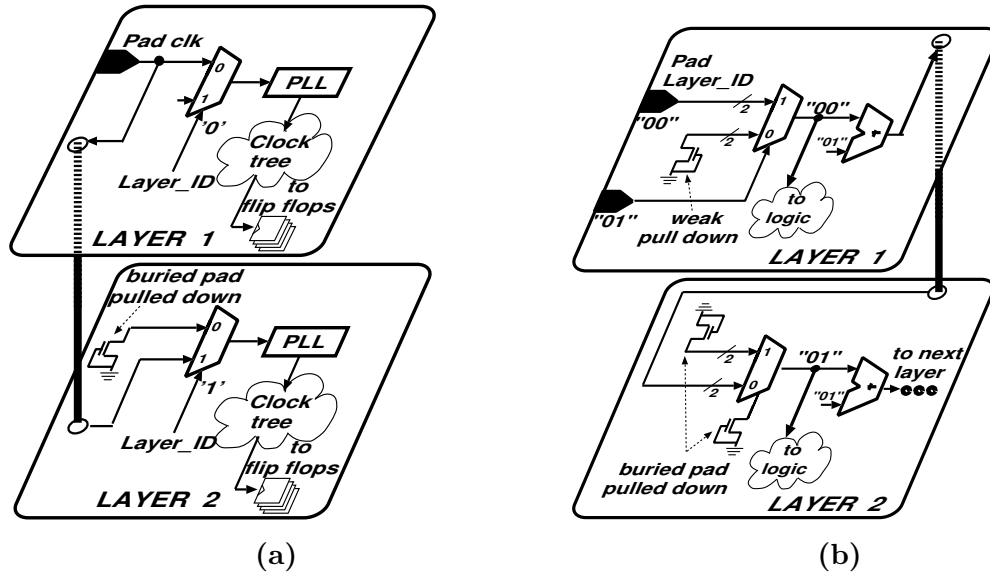 Pad clk
0
1
PLL
'0'
Clock
tree
Layer_ID
to
flip flops
LAYER 1
buried pad
pulled down
0
1
PLL
'1'
Clock
tree
Layer_ID
to
flip flops
LAYER 2
(a)
Pad
Layer_ID
2
1
"00"
"00"
2
0
+
"01"
to
logic
weak
pull down
"01"
LAYER 1
2
1
"01"
to next
layer
2
0
+
"01"
to
logic
buried pad
pulled down
LAYER 2
(b)